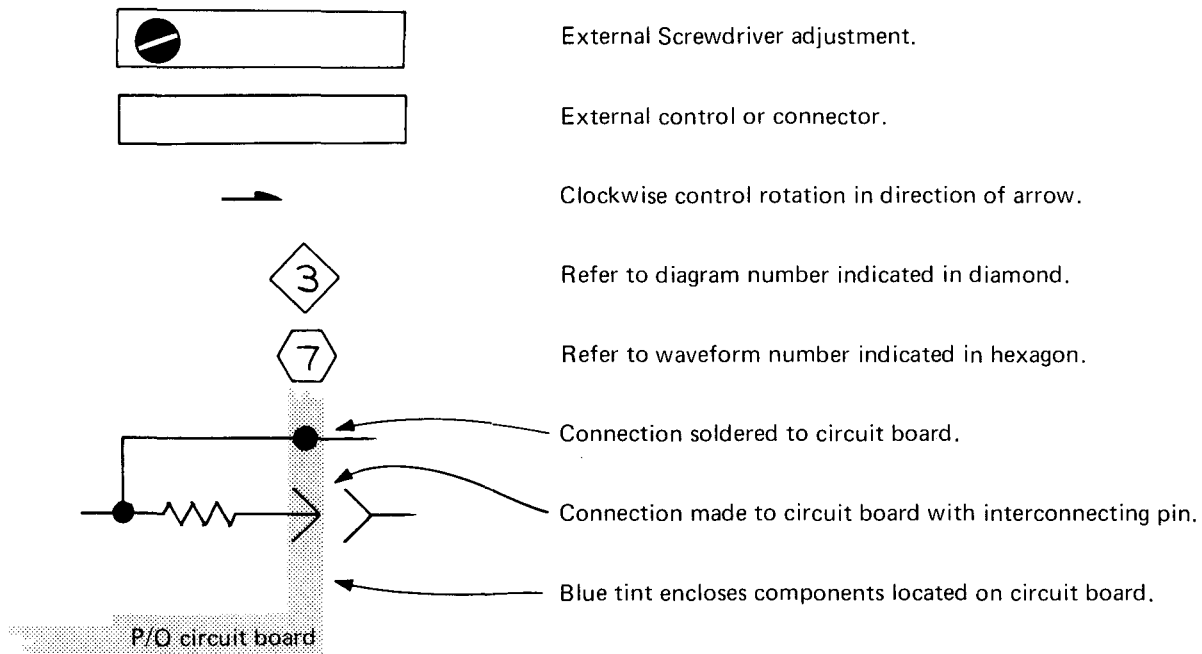 External Screwdriver adjustment.
External control or connector.
Clockwise control rotation in direction of arrow.
3
Refer to diagram number indicated in diamond.
7
Refer to waveform number indicated in hexagon.
Connection soldered to circuit board.
Connection made to circuit board with interconnecting pin.
Blue tint encloses components located on circuit board.
P/O circuit board